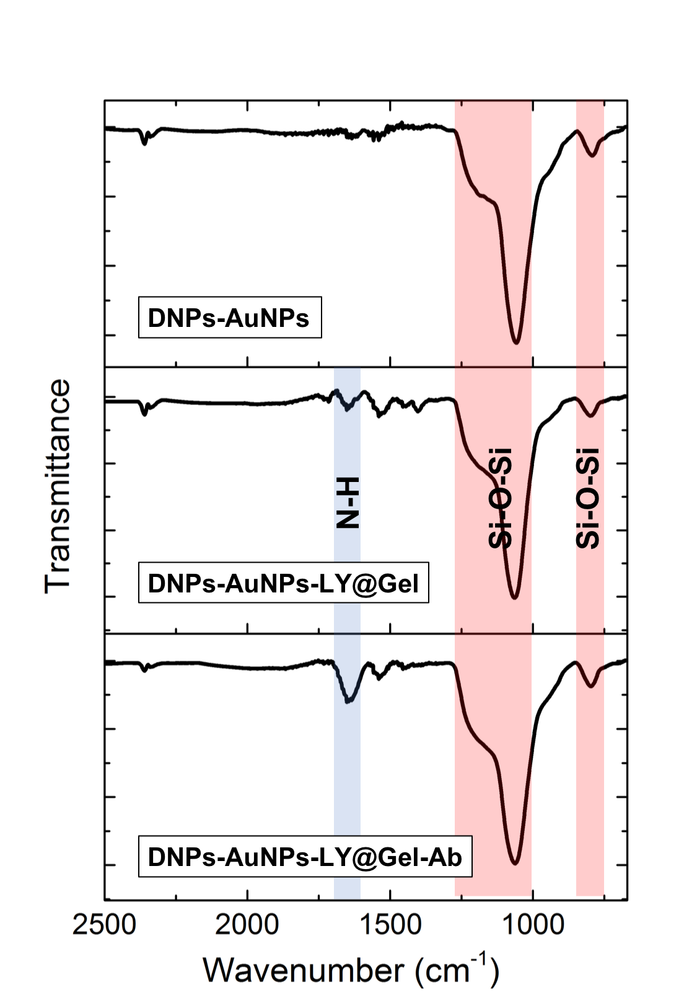 DNPs-AuNPs
Transmittance
N-H
Si-O-Si
Si-O-Si
DNPs-AuNPs-LY@Gel
DNPs-AuNPs-LY@Gel-Ab
2500 2000 1500 1000
Wavenumber (cm⁻¹)